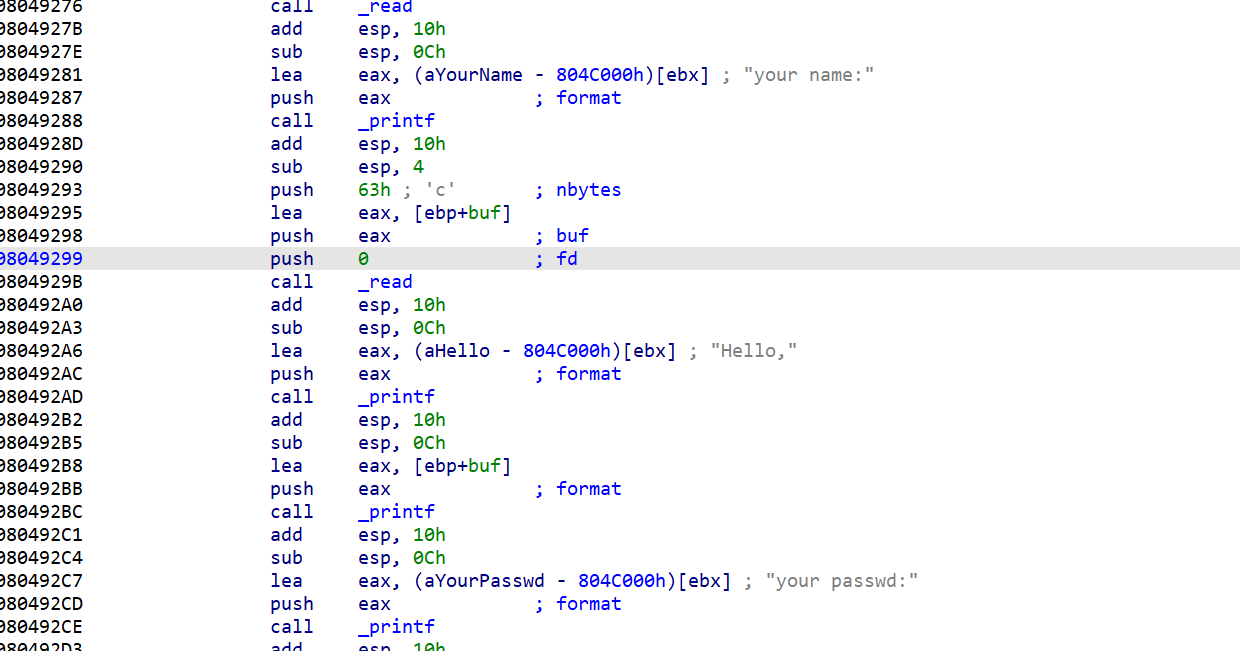 08049276 call _read
0804927B add esp, 10h
0804927E sub esp, 0Ch
08049281 lea eax, (aYourName - 804C000h)[ebx] ; "your name:"
08049287 push eax ; format
08049288 call _printf
0804928D add esp, 10h
08049290 sub esp, 4
08049293 push 63h ; 'c' ; nbytes
08049295 lea eax, [ebp+buf]
08049298 push eax ; buf
08049299 push 0 ; fd
0804929B call _read
080492A0 add esp, 10h
080492A3 sub esp, 0Ch
080492A6 lea eax, (aHello - 804C000h)[ebx] ; "Hello,"
080492AC push eax ; format
080492AD call _printf
080492B2 add esp, 10h
080492B5 sub esp, 0Ch
080492B8 lea eax, [ebp+buf]
080492BB push eax ; format
080492BC call _printf
080492C1 add esp, 10h
080492C4 sub esp, 0Ch
080492C7 lea eax, (aYourPasswd - 804C000h)[ebx] ; "your passwd:"
080492CD push eax ; format
080492CE call _printf
080492D3 add esp, 10h